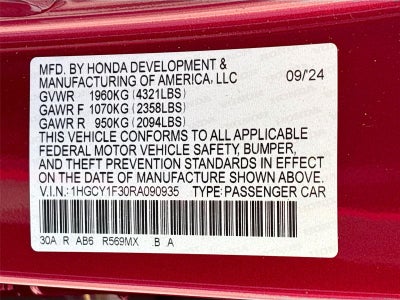 MFD. BY HONDA DEVELOPMENT &
MANUFACTURING OF AMERICA, LLC 09/24
GVWR 1960KG (4321LBS)
GAWR F 1070KG (2358LBS)
GAWR R 950KG (2094LBS)
THIS VEHICLE CONFORMS TO ALL APPLICABLE
FEDERAL MOTOR VEHICLE SAFETY, BUMPER,
AND THEFT PREVENTION STANDARDS IN EFFECT
ON THE DATE OF MANUFACTURE SHOWN ABOVE.
V.I.N.: 1HGCY1F30RA090935 TYPE: PASSENGER CAR
30A R AB6 R569MX B A